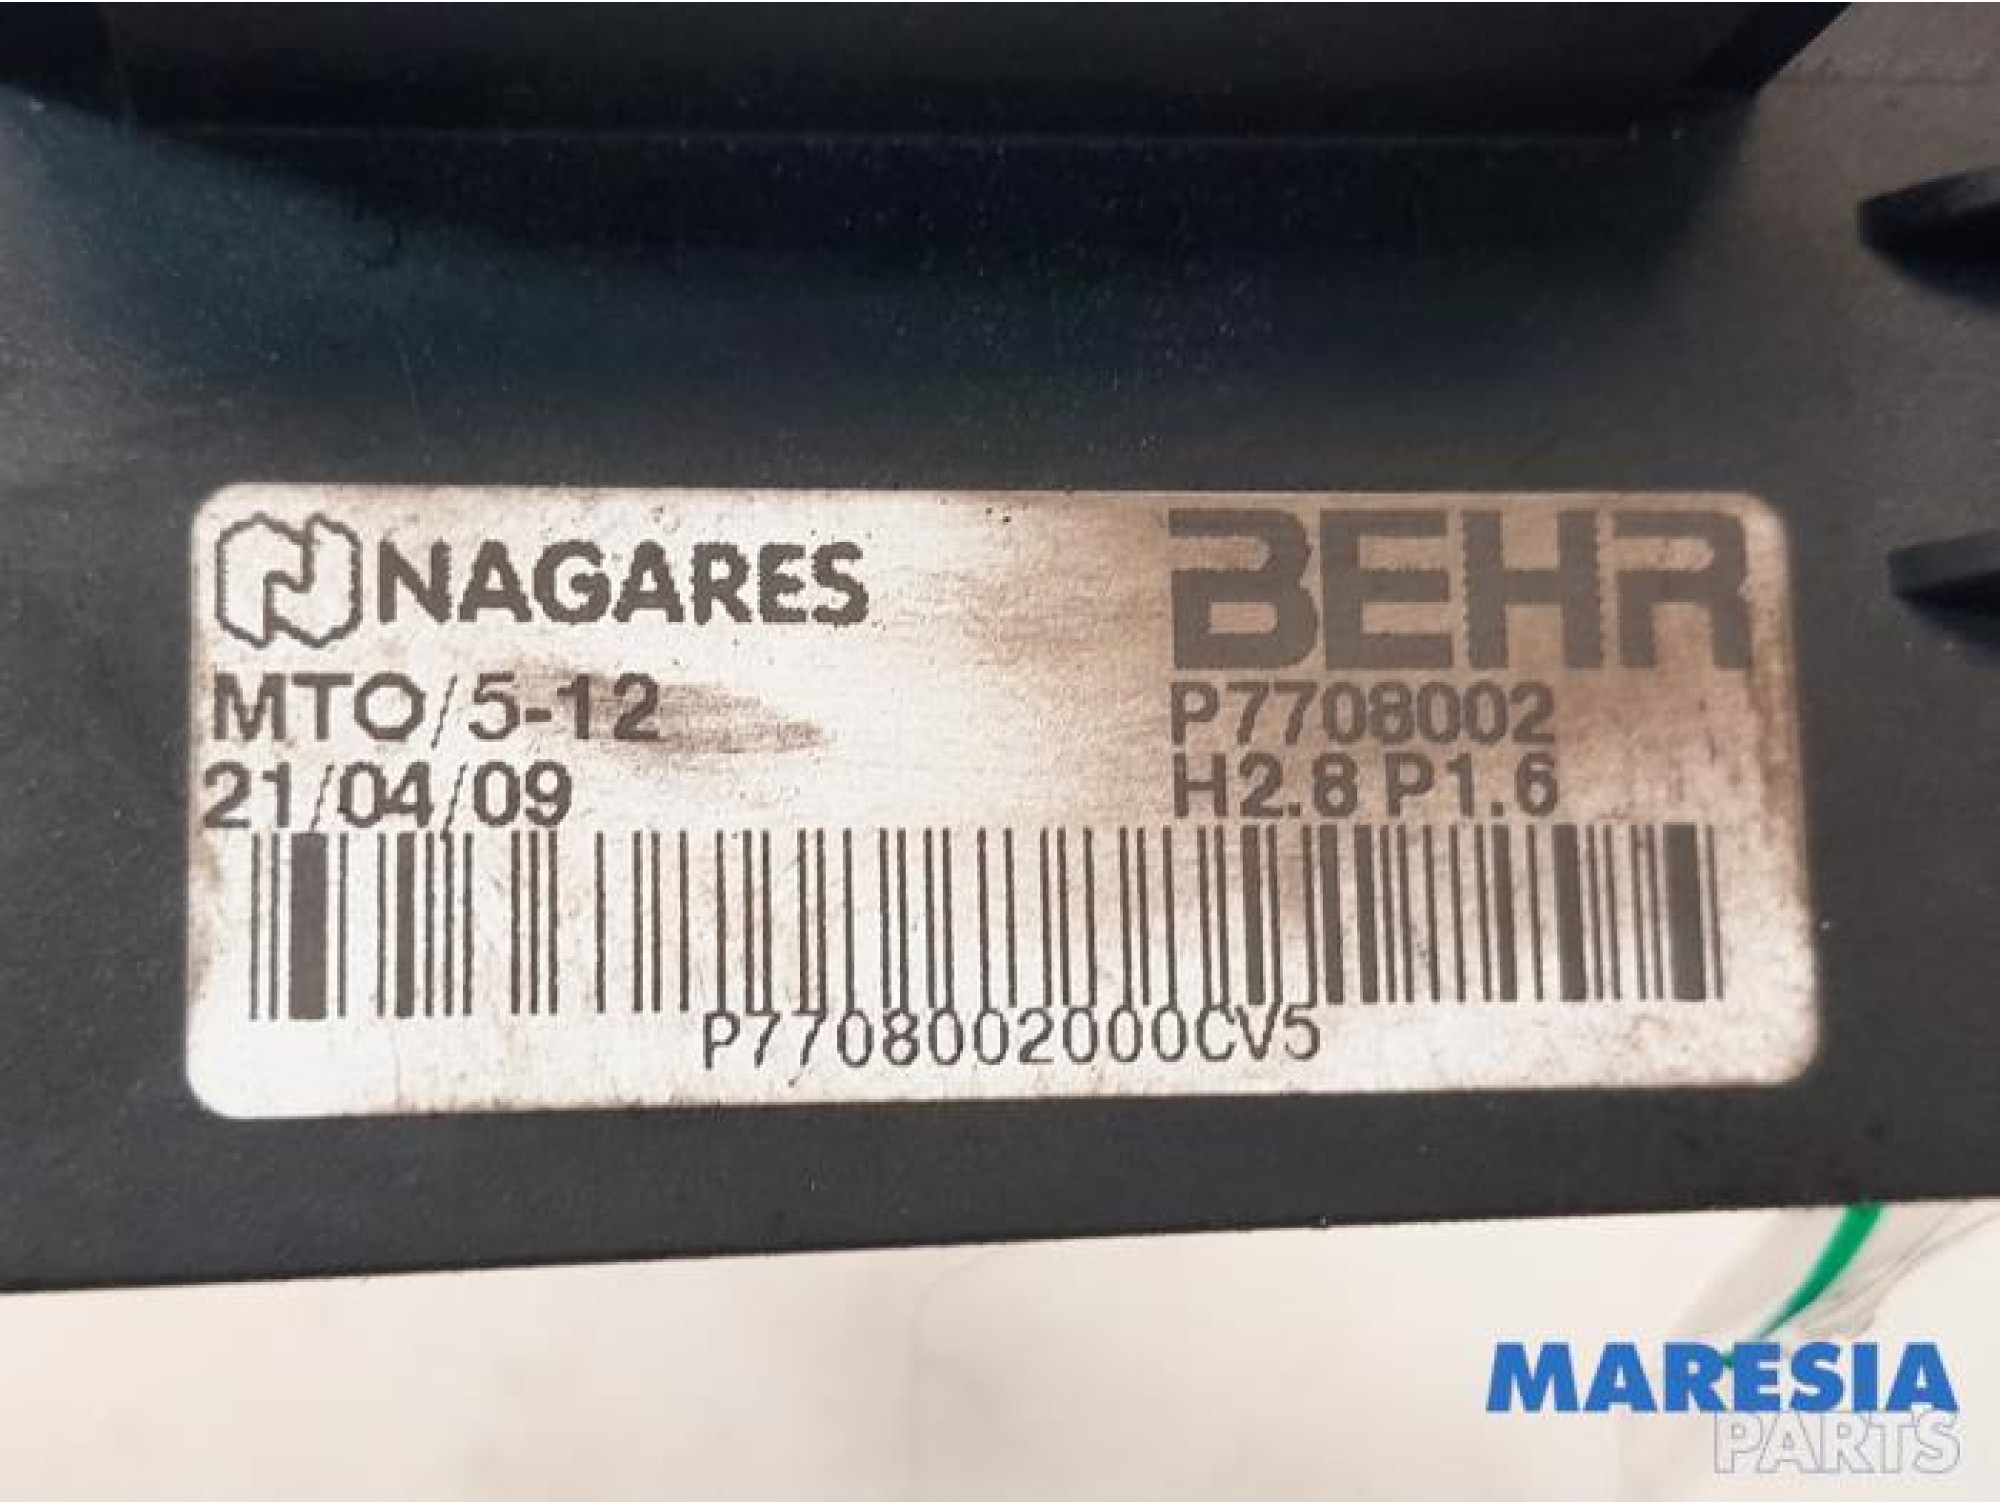 NAGARES
BEHR
MTO/5-12
P7708002
21/04/09
H2.8 P1.6
P7708002000CV5
MARESIA
PARTS